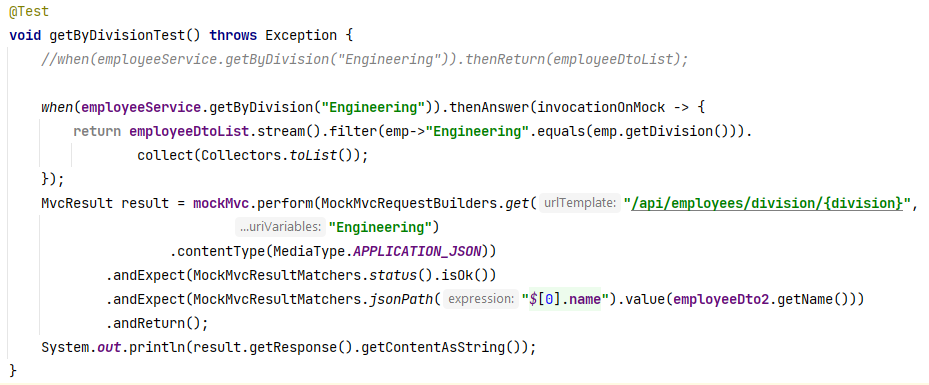 @Test
void getByDivisionTest() throws Exception {
//when(employeeService.getByDivision("Engineering")).thenReturn(employeeDtoList);
when(employeeService.getByDivision("Engineering")).thenAnswer(invocationOnMock -> {
return employeeDtoList.stream().filter(emp->"Engineering".equals(emp.getDivision())).
collect(Collectors.toList());
});
MvcResult result = mockMvc.perform(MockMvcRequestBuilders.get( urlTemplate: "/api/employees/division/{division}",
...uriVariables: "Engineering")
.contentType(MediaType.APPLICATION_JSON))
.andExpect(MockMvcResultMatchers.status().isOk())
.andExpect(MockMvcResultMatchers.jsonPath( expression: "$[0].name").value(employeeDto2.getName()))
.andReturn();
System.out.println(result.getResponse().getContentAsString());
}